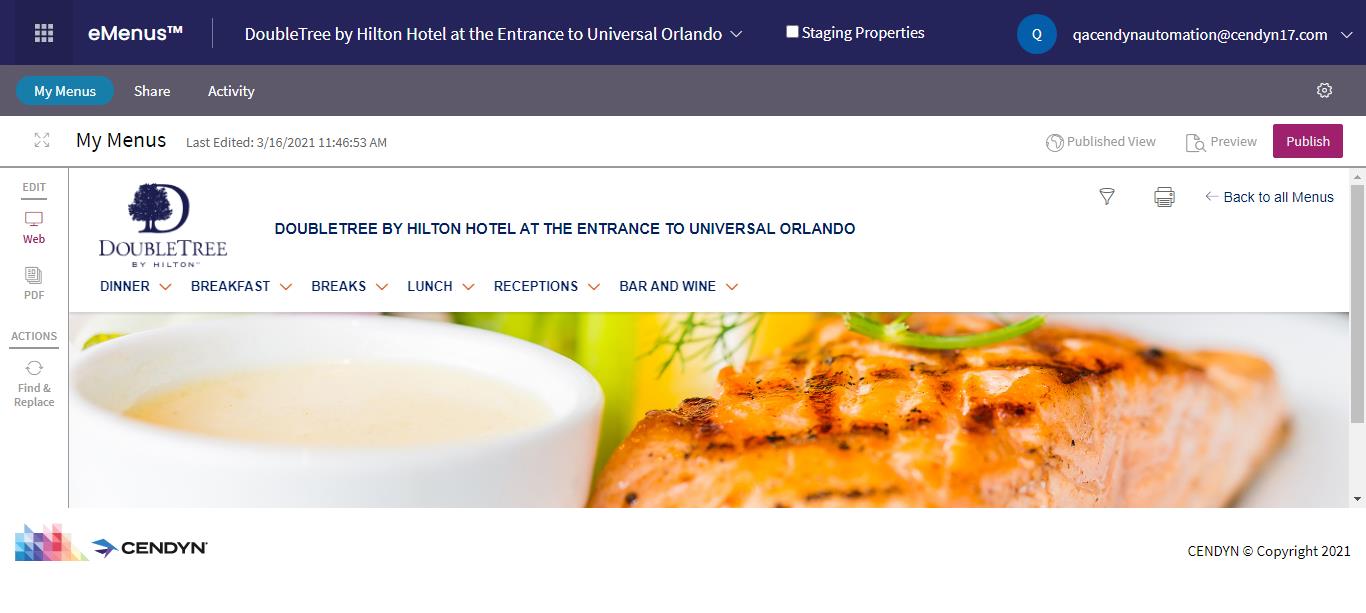 eMenus™
DoubleTree by Hilton Hotel at the Entrance to Universal Orlando
Staging Properties
Q
qacendynautomation@cendyn17.com
My Menus
Share
Activity
My Menus
Last Edited: 3/16/2021 11:46:53 AM
Published View
Preview
Publish
EDIT
Web
PDF
ACTIONS
Find &
Replace
D
DOUBLETREE
BY HILTON™
DOUBLETREE BY HILTON HOTEL AT THE ENTRANCE TO UNIVERSAL ORLANDO
Back to all Menus
DINNER
BREAKFAST
BREAKS
LUNCH
RECEPTIONS
BAR AND WINE
CENDYN
CENDYN © Copyright 2021